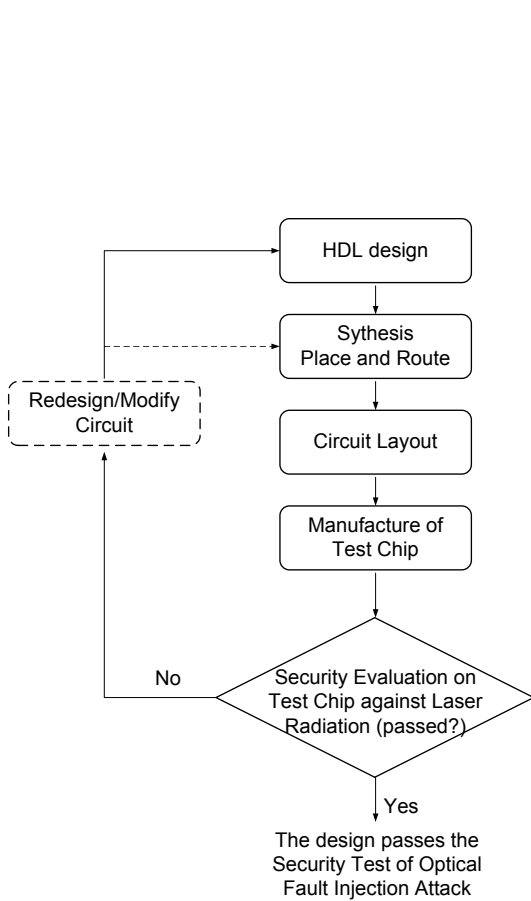 HDL design
Sythesis
Place and Route
Redesign/Modify
Circuit
Circuit Layout
Manufacture of
Test Chip
No
Security Evaluation on
Test Chip against Laser
Radiation (passed?)
Yes
The design passes the
Security Test of Optical
Fault Injection Attack